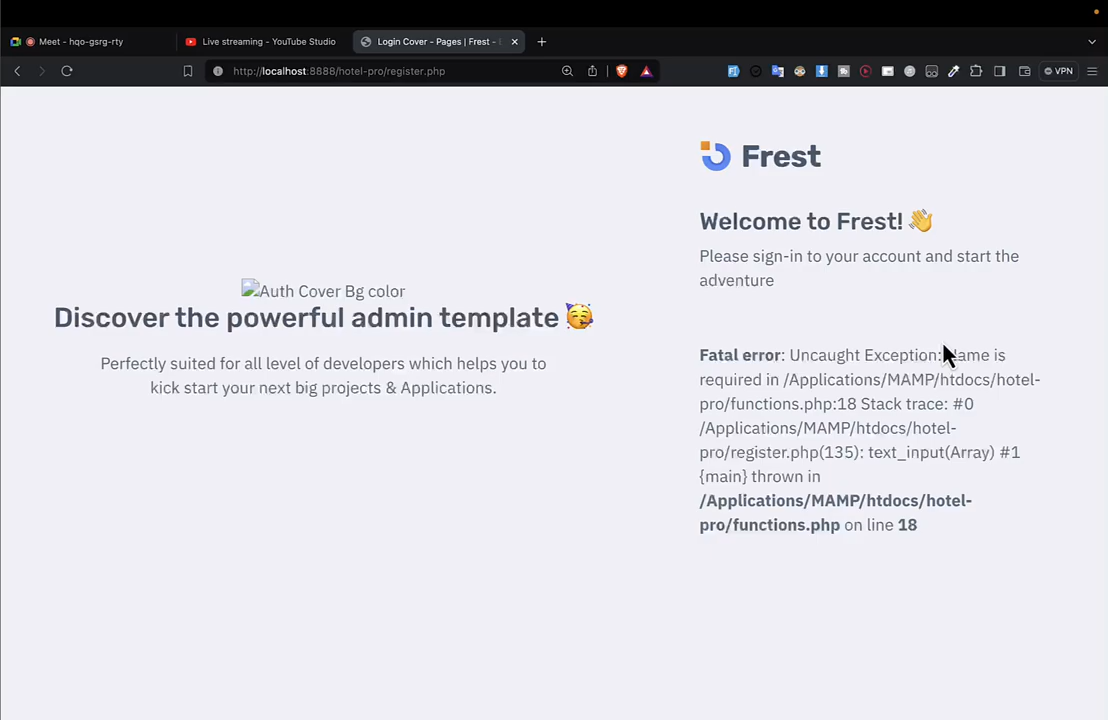 Meet - hqo-gsrg-rty
Live streaming - YouTube Studio
Login Cover - Pages | Frest -
http://localhost:8888/hotel-pro/register.php
VPN
Frest
Welcome to Frest! 👋
Please sign-in to your account and start the
adventure
Auth Cover Bg color
Discover the powerful admin template 🥳
Perfectly suited for all level of developers which helps you to
kick start your next big projects & Applications.
Fatal error: Uncaught Exception: Name is
required in /Applications/MAMP/htdocs/hotel-
pro/functions.php:18 Stack trace: #0
/Applications/MAMP/htdocs/hotel-
pro/register.php(135): text_input(Array) #1
{main} thrown in
/Applications/MAMP/htdocs/hotel-
pro/functions.php on line 18